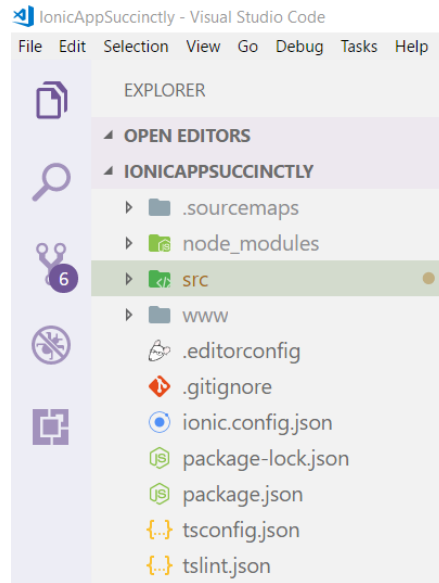 IonicAppSuccinctly - Visual Studio Code
File Edit Selection View Go Debug Tasks Help
EXPLORER
OPEN EDITORS
IONICAPPSUCCINCTLY
.sourcemaps
node_modules
src
www
.editorconfig
.gitignore
ionic.config.json
package-lock.json
package.json
{...} tsconfig.json
{...} tslint.json
6